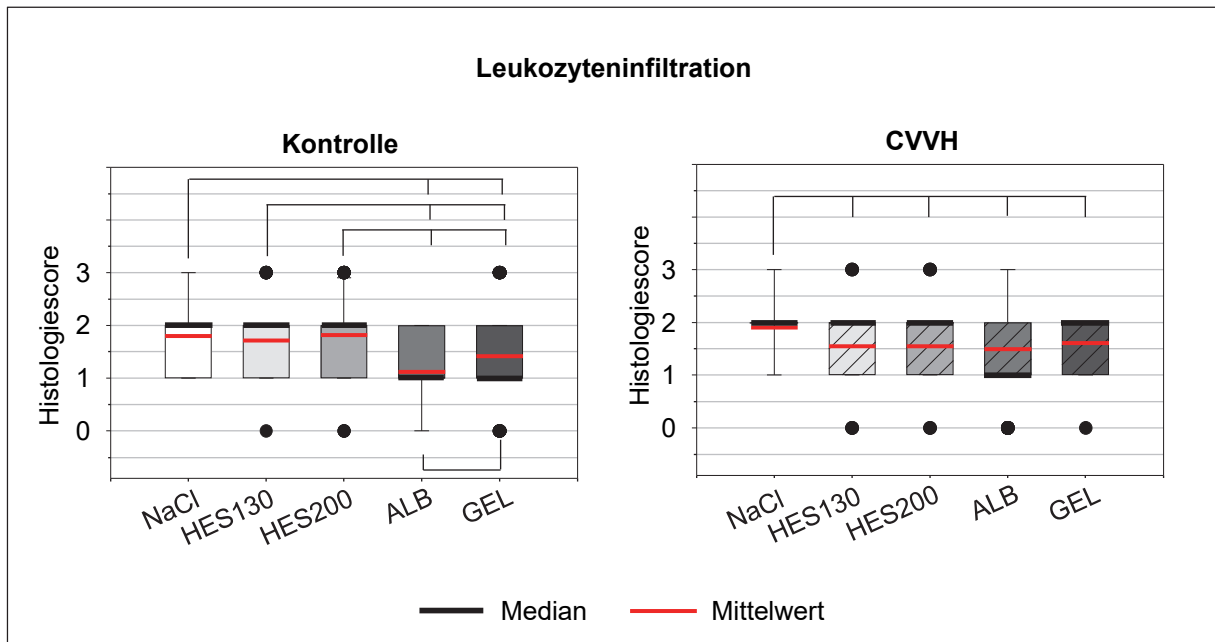 Leukozyteninfiltration
Kontrolle
Histologiescore
3
2
1
0
NaCl
HES130
HES200
ALB
GEL
CVVH
Histologiescore
3
2
1
0
NaCl
HES130
HES200
ALB
GEL
Median
Mittelwert